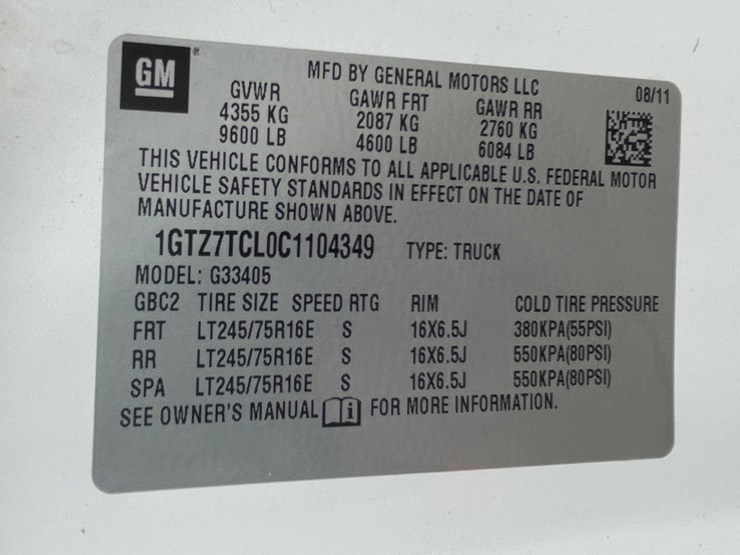 GM
MFD BY GENERAL MOTORS LLC 08/11
GVWR GAWR FRT GAWR RR
4355 KG 2087 KG 2760 KG
9600 LB 4600 LB 6084 LB
THIS VEHICLE CONFORMS TO ALL APPLICABLE U.S. FEDERAL MOTOR
VEHICLE SAFETY STANDARDS IN EFFECT ON THE DATE OF
MANUFACTURE SHOWN ABOVE.
1GTZ7TCL0C1104349 TYPE: TRUCK
MODEL: G33405
GBC2 TIRE SIZE SPEED RTG RIM COLD TIRE PRESSURE
FRT LT245/75R16E S 16X6.5J 380KPA(55PSI)
RR LT245/75R16E S 16X6.5J 550KPA(80PSI)
SPA LT245/75R16E S 16X6.5J 550KPA(80PSI)
SEE OWNER'S MANUAL i FOR MORE INFORMATION.